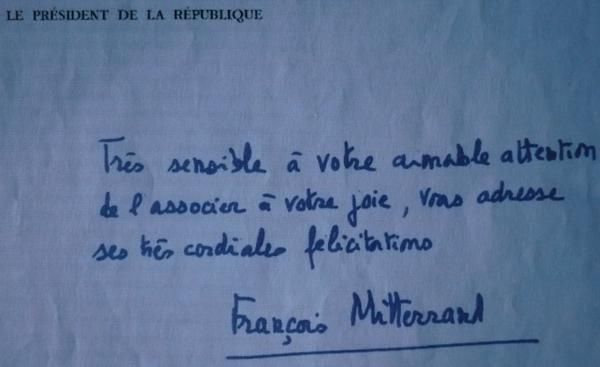 LE PRÉSIDENT DE LA RÉPUBLIQUE
Très sensible à votre aimable attention
de l'associer à votre joie, vous adresse
ses très cordiales felicitations
François Mitterrand